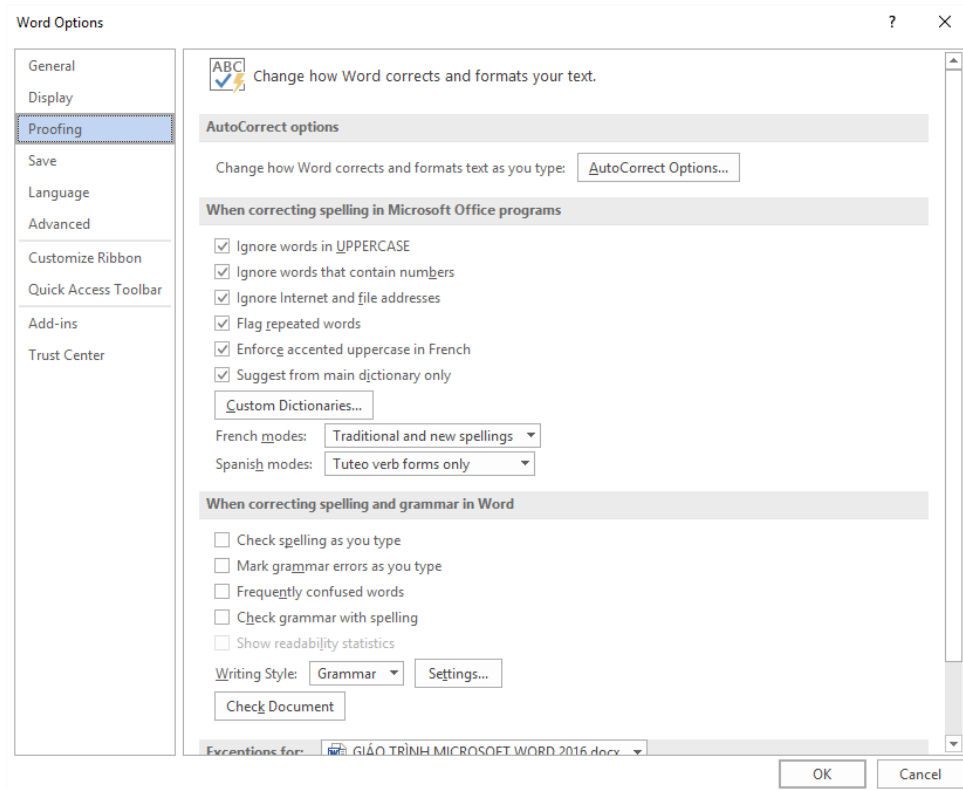 Word Options
General
Display
Proofing
Save
Language
Advanced
Customize Ribbon
Quick Access Toolbar
Add-ins
Trust Center
ABC
Change how Word corrects and formats your text.
AutoCorrect options
Change how Word corrects and formats text as you type: AutoCorrect Options...
When correcting spelling in Microsoft Office programs
Ignore words in UPPERCASE
Ignore words that contain numbers
Ignore Internet and file addresses
Flag repeated words
Enforce accented uppercase in French
Suggest from main dictionary only
Custom Dictionaries...
French modes: Traditional and new spellings
Spanish modes: Tuteo verb forms only
When correcting spelling and grammar in Word
Check spelling as you type
Mark grammar errors as you type
Frequently confused words
Check grammar with spelling
Show readability statistics
Writing Style: Grammar Settings...
Check Document
Exceptions for: GIÁO TRÌNH MICROSOFT WORD 2016.docx
OK Cancel